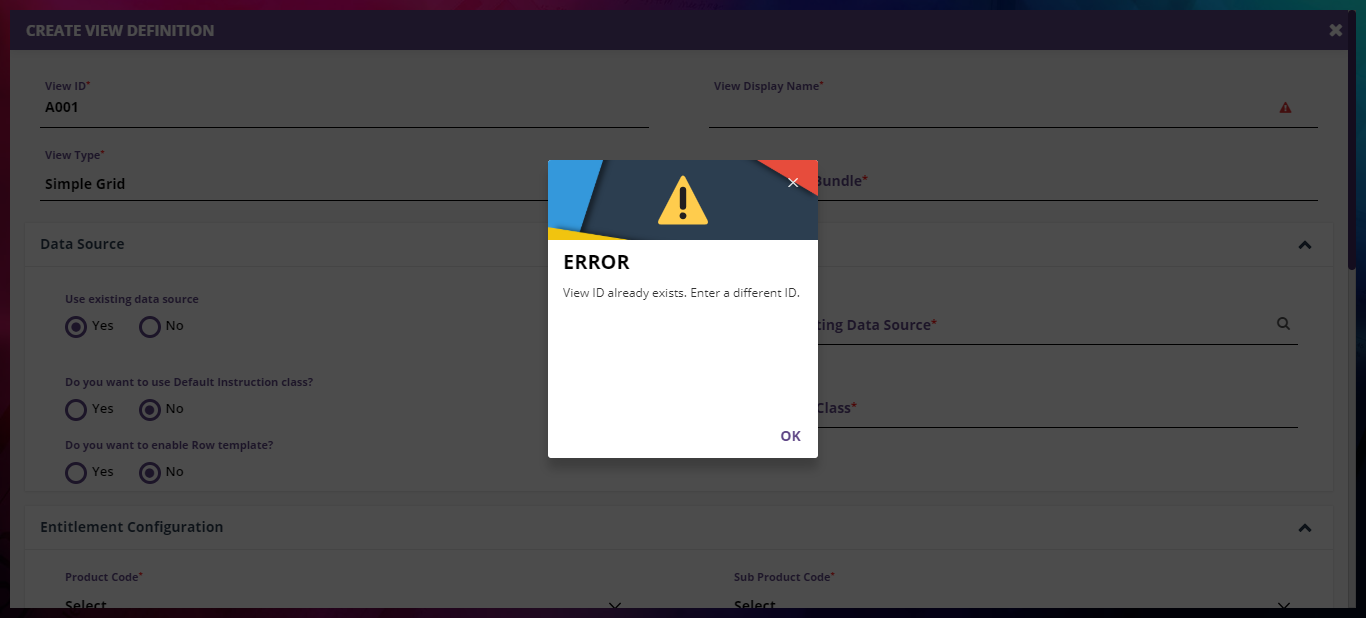 CREATE VIEW DEFINITION
View ID*
A001
View Display Name*
View Type*
Simple Grid
Bundle*
Data Source
ERROR
View ID already exists. Enter a different ID.
OK
Use existing data source
Yes No
ting Data Source*
Do you want to use Default Instruction class?
Yes No
Class*
Do you want to enable Row template?
Yes No
Entitlement Configuration
Product Code*
Select
Sub Product Code*
Select